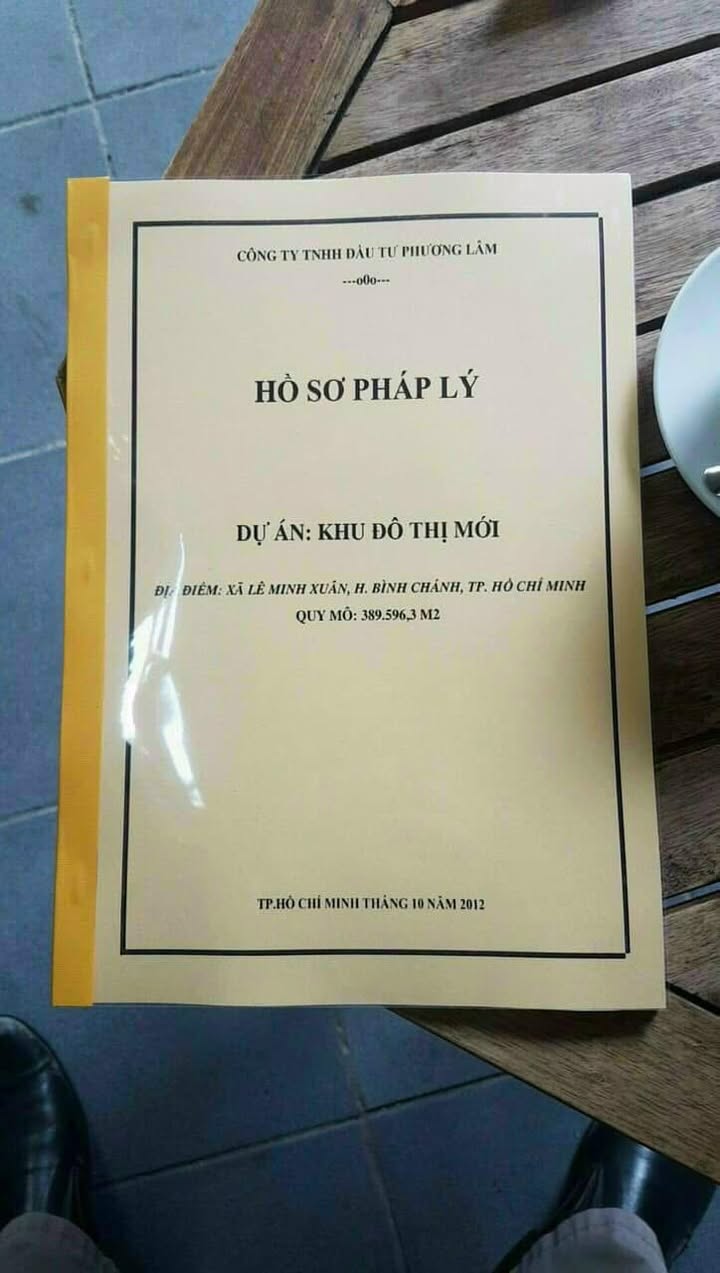 CÔNG TY TNHH ĐẦU TƯ PHƯƠNG LÂM
---o0o---
HỒ SƠ PHÁP LÝ
DỰ ÁN: KHU ĐÔ THỊ MỚI
ĐỊA ĐIỂM: XÃ LÊ MINH XUÂN, H. BÌNH CHÁNH, TP. HỒ CHÍ MINH
QUY MÔ: 389.596,3 M2
TP.HỒ CHÍ MINH THÁNG 10 NĂM 2012